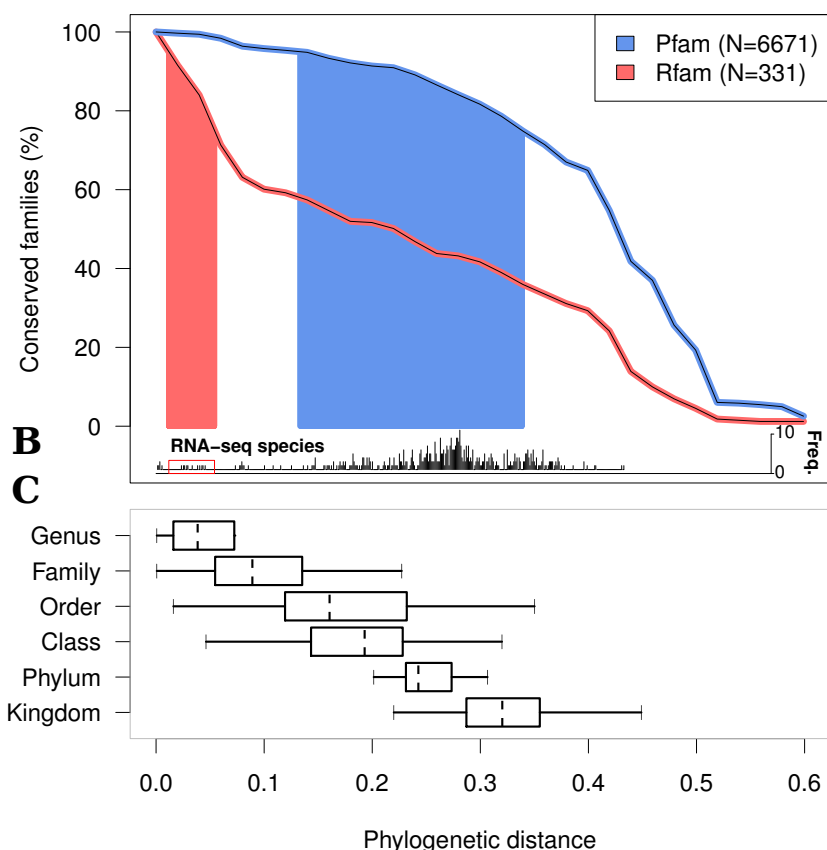 Pfam (N=6671)
Rfam (N=331)
Conserved families (%)
100
80
60
40
20
0
B
RNA−seq species
10
0
Freq.
C
Genus
Family
Order
Class
Phylum
Kingdom
0.0 0.1 0.2 0.3 0.4 0.5 0.6
Phylogenetic distance